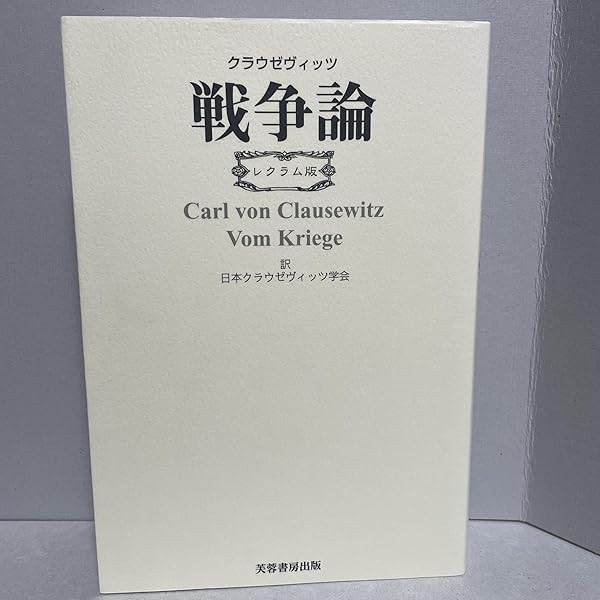 クラウゼヴィッツ
戦争論
レクラム版
Carl von Clausewitz
Vom Kriege
訳
日本クラウゼヴィッツ学会
芙蓉書房出版